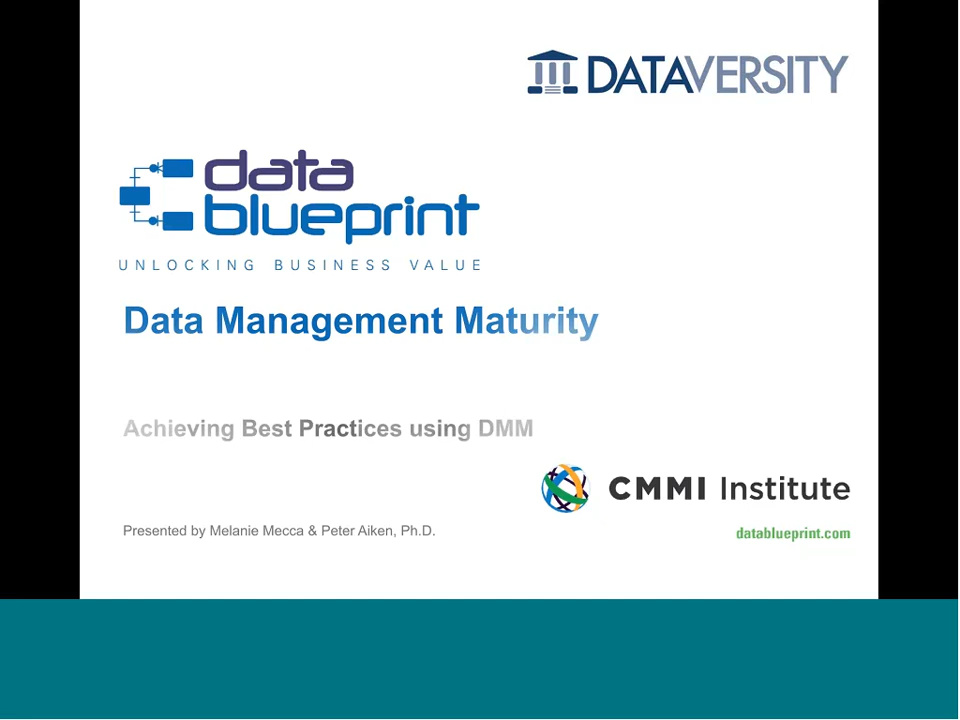 DATAVERSITY
data
blueprint
UNLOCKING BUSINESS VALUE
Data Management Maturity
Achieving Best Practices using DMM
CMMI Institute
Presented by Melanie Mecca & Peter Aiken, Ph.D.
datablueprint.com